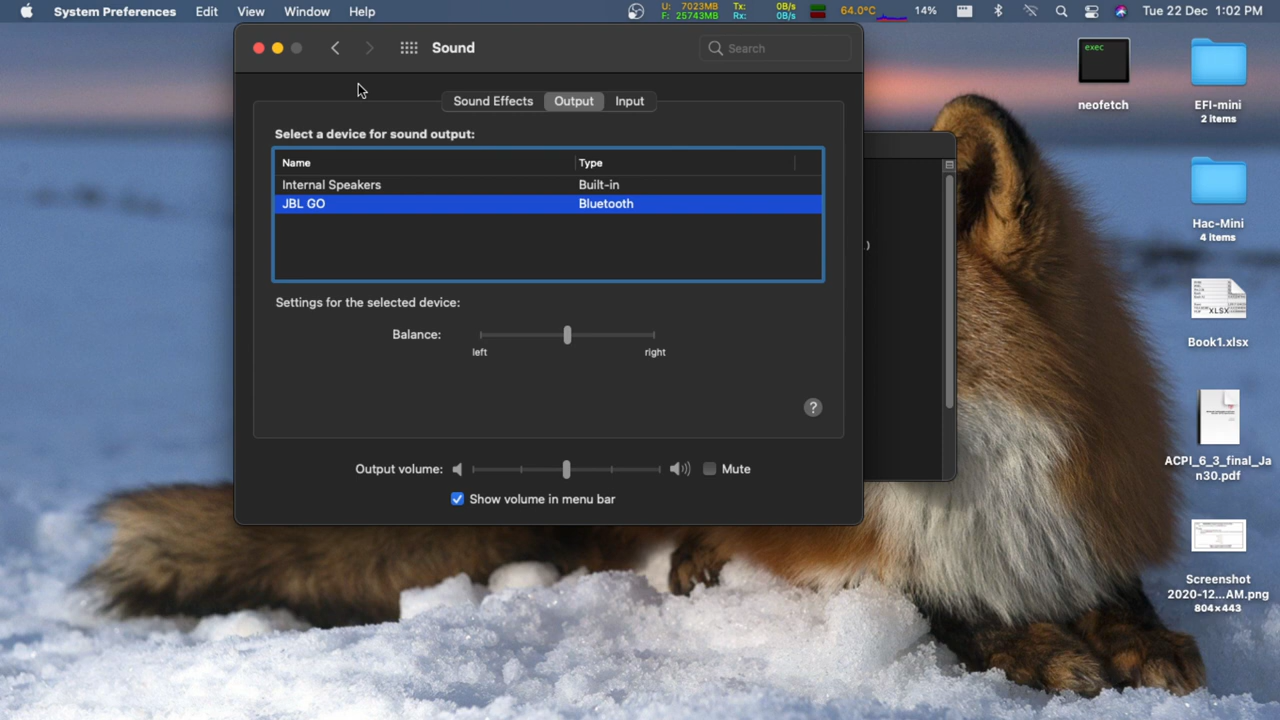 System Preferences Edit View Window Help
U: 7023MB Tx: 0B/s
F: 25743MB Rx: 0B/s
64.0°C
14%
Tue 22 Dec 1:02 PM
Sound
Search
Sound Effects Output Input
Select a device for sound output:
Name Type
Internal Speakers Built-in
JBL GO Bluetooth
Settings for the selected device:
Balance:
left right
?
Output volume: Mute
Show volume in menu bar
)
exec
neofetch
EFI-mini
2 items
Hac-Mini
4 items
XLSX
Book1.xlsx
ACPI_6_3_final_Ja
n30.pdf
Screenshot
2020-12...AM.png
804×443